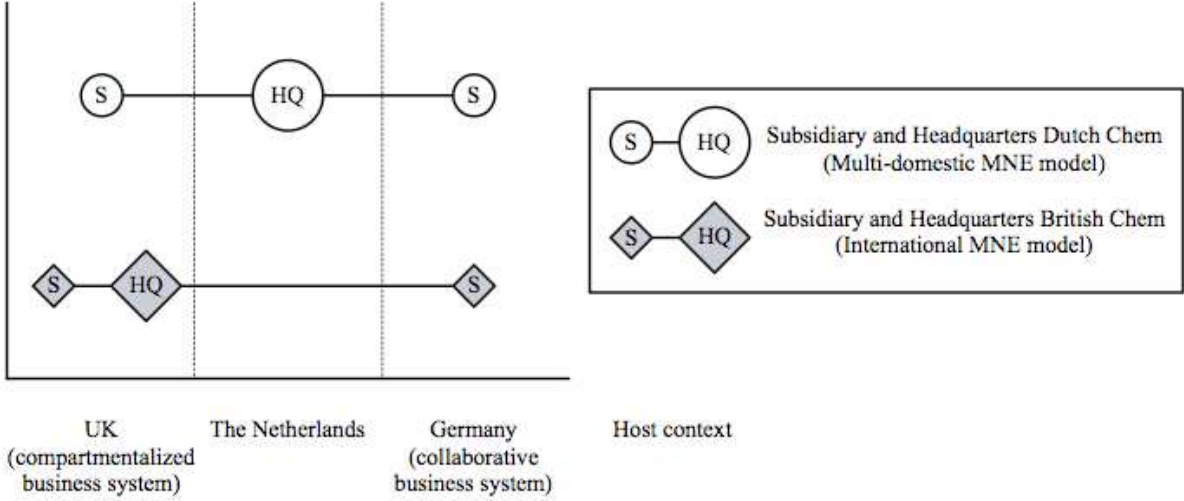 S
HQ
S
S
HQ
S
S
HQ
Subsidiary and Headquarters Dutch Chem
(Multi-domestic MNE model)
S
HQ
Subsidiary and Headquarters British Chem
(International MNE model)
UK
(compartmentalized
business system)
The Netherlands
Germany
(collaborative
business system)
Host context